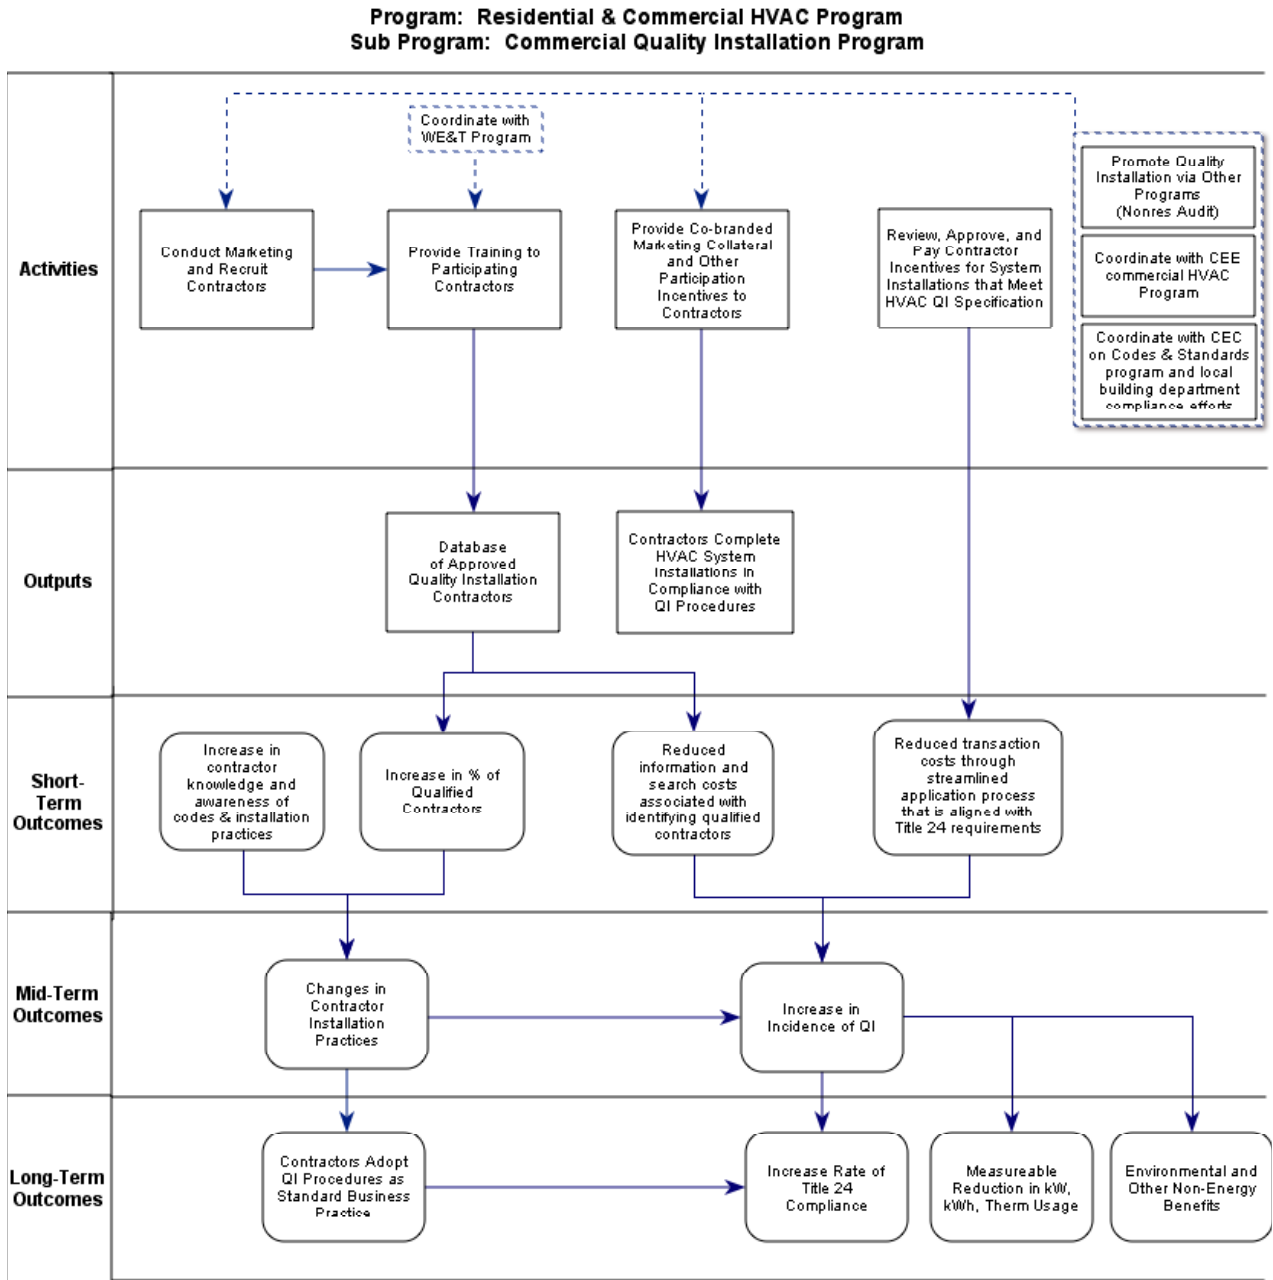 Program: Residential & Commercial HVAC Program
Sub Program: Commercial Quality Installation Program
Activities
Coordinate with
WE&T Program
Conduct Marketing
and Recruit
Contractors
Provide Training to
Participating
Contractors
Provide Co-branded
Marketing Collateral
and Other
Participation
Incentives to
Contractors
Review, Approve, and
Pay Contractor
Incentives for System
Installations that Meet
HVAC QI Specification
Promote Quality
Installation via Other
Programs
(Nonres Audit)
Coordinate with CEE
commercial HVAC
Program
Coordinate with CEC
on Codes & Standards
program and local
building department
compliance efforts
Outputs
Database
of Approved
Quality Installation
Contractors
Contractors Complete
HVAC System
Installations in
Compliance with
QI Procedures
Short-
Term
Outcomes
Increase in
contractor
knowledge and
awareness of
codes & installation
practices
Increase in % of
Qualified
Contractors
Reduced
information and
search costs
associated with
identifying qualified
contractors
Reduced transaction
costs through
streamlined
application process
that is aligned with
Title 24 requirements
Mid-Term
Outcomes
Changes in
Contractor
Installation
Practices
Increase in
Incidence of QI
Long-Term
Outcomes
Contractors Adopt
QI Procedures as
Standard Business
Practice
Increase Rate of
Title 24
Compliance
Measureable
Reduction in kW,
kWh, Therm Usage
Environmental and
Other Non-Energy
Benefits